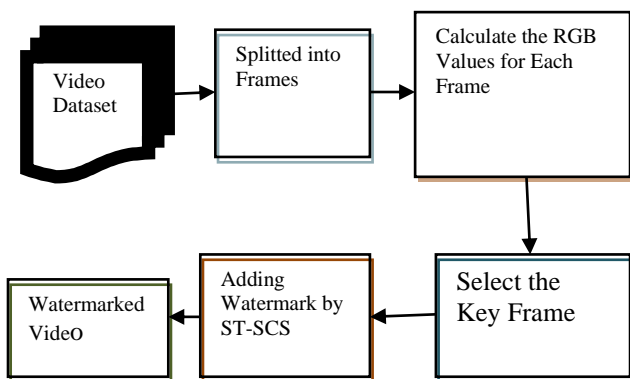 Video
Dataset
Splitted into
Frames
Calculate the RGB
Values for Each
Frame
Select the
Key Frame
Adding
Watermark by
ST-SCS
Watermarked
Video